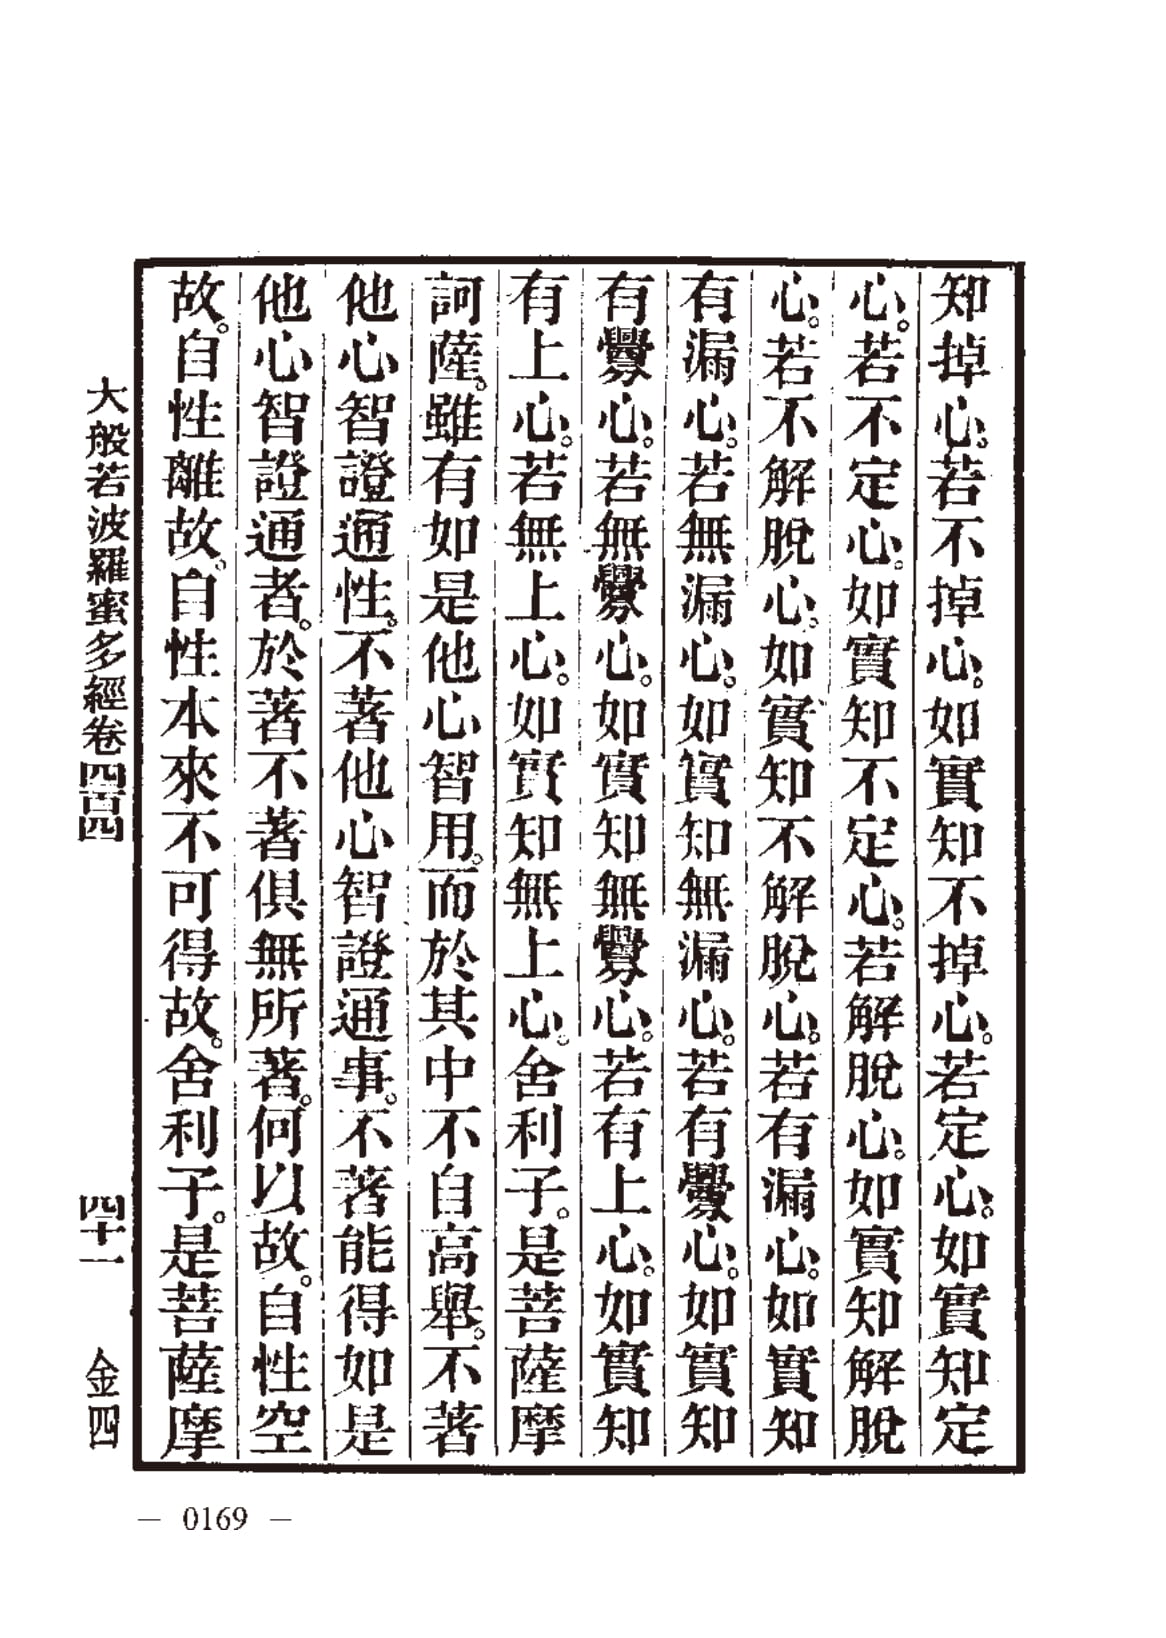 知掉心。若不掉心。如實知不掉心。若定心。如實知定
心。若不定心。如實知不定心。若解脫心。如實知解脫
心。若不解脫心。如實知不解脫心。若有漏心。如實知
有漏心。若無漏心。如實知無漏心。若有釁心。如實知
有釁心。若無釁心。如實知無釁心。若有上心。如實知
有上心。若無上心。如實知無上心。舍利子。是菩薩摩
訶薩。雖有如是他心智用。而於其中不自高舉。不著
他心智證通性。不著他心智證通事。不著能得如是
他心智證通者。於著不著俱無所著。何以故。自性空
故。自性離故。自性本來不可得故。舍利子。是菩薩摩
大般若波羅蜜多經卷四百四 四十一 金四
— 0169 —